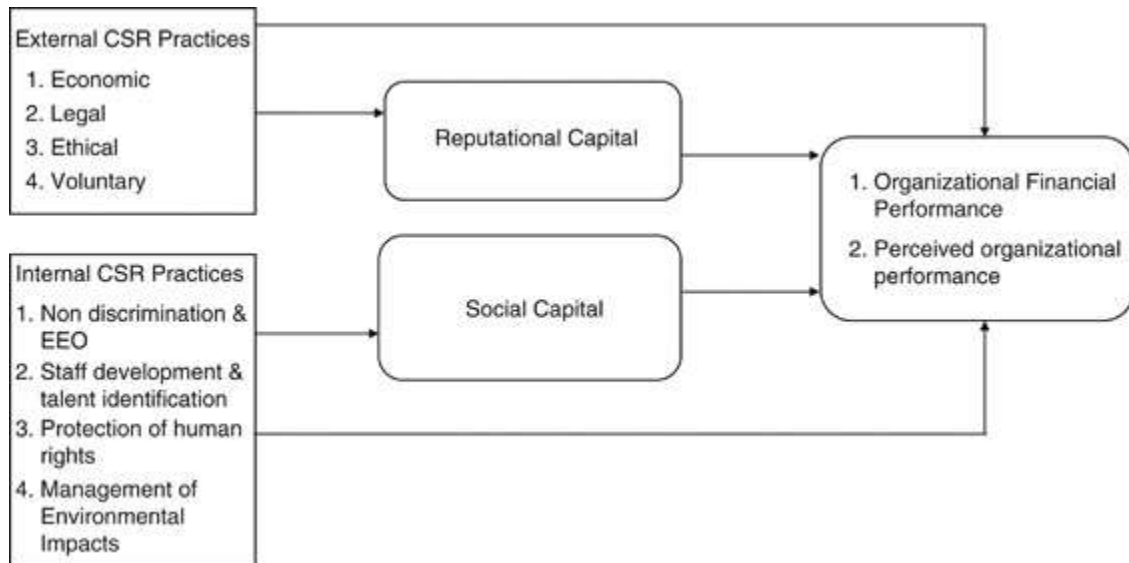 External CSR Practices
1. Economic
2. Legal
3. Ethical
4. Voluntary
Reputational Capital
1. Organizational Financial
Performance
2. Perceived organizational
performance
Internal CSR Practices
1. Non discrimination &
EEO
2. Staff development &
talent identification
3. Protection of human
rights
4. Management of
Environmental
Impacts
Social Capital